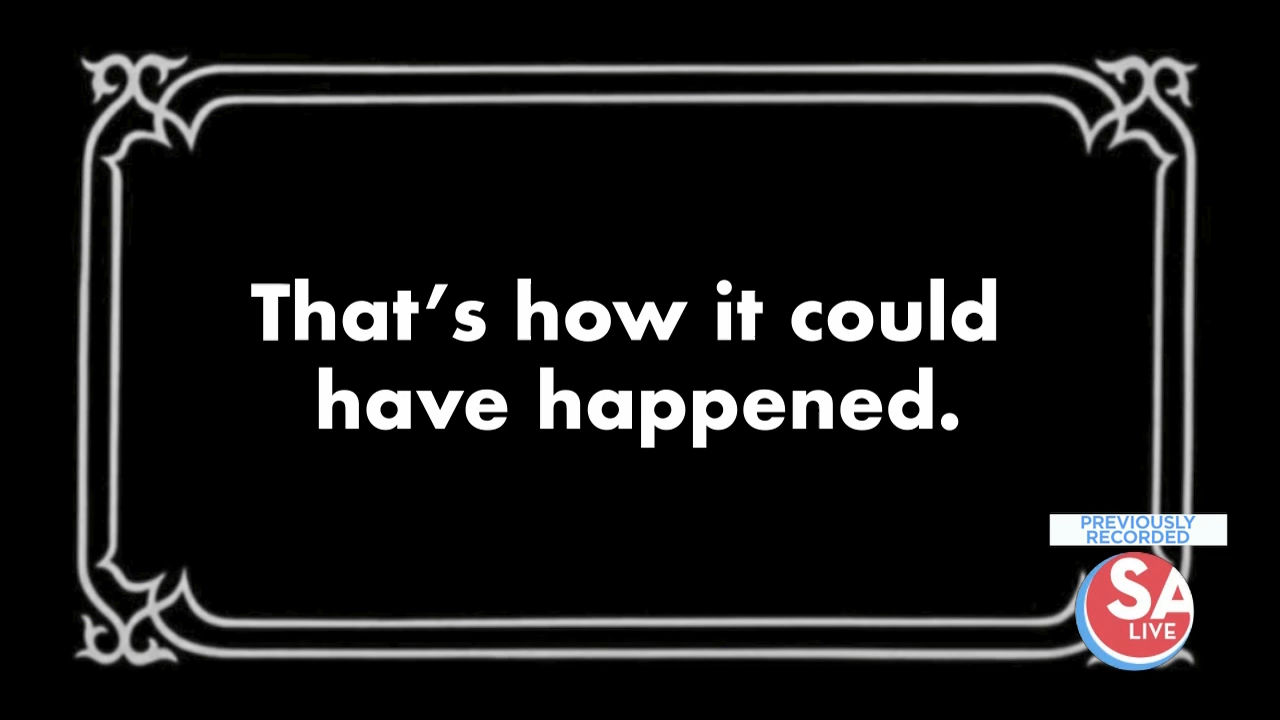 That’s how it could
have happened.
PREVIOUSLY
RECORDED
SA
LIVE